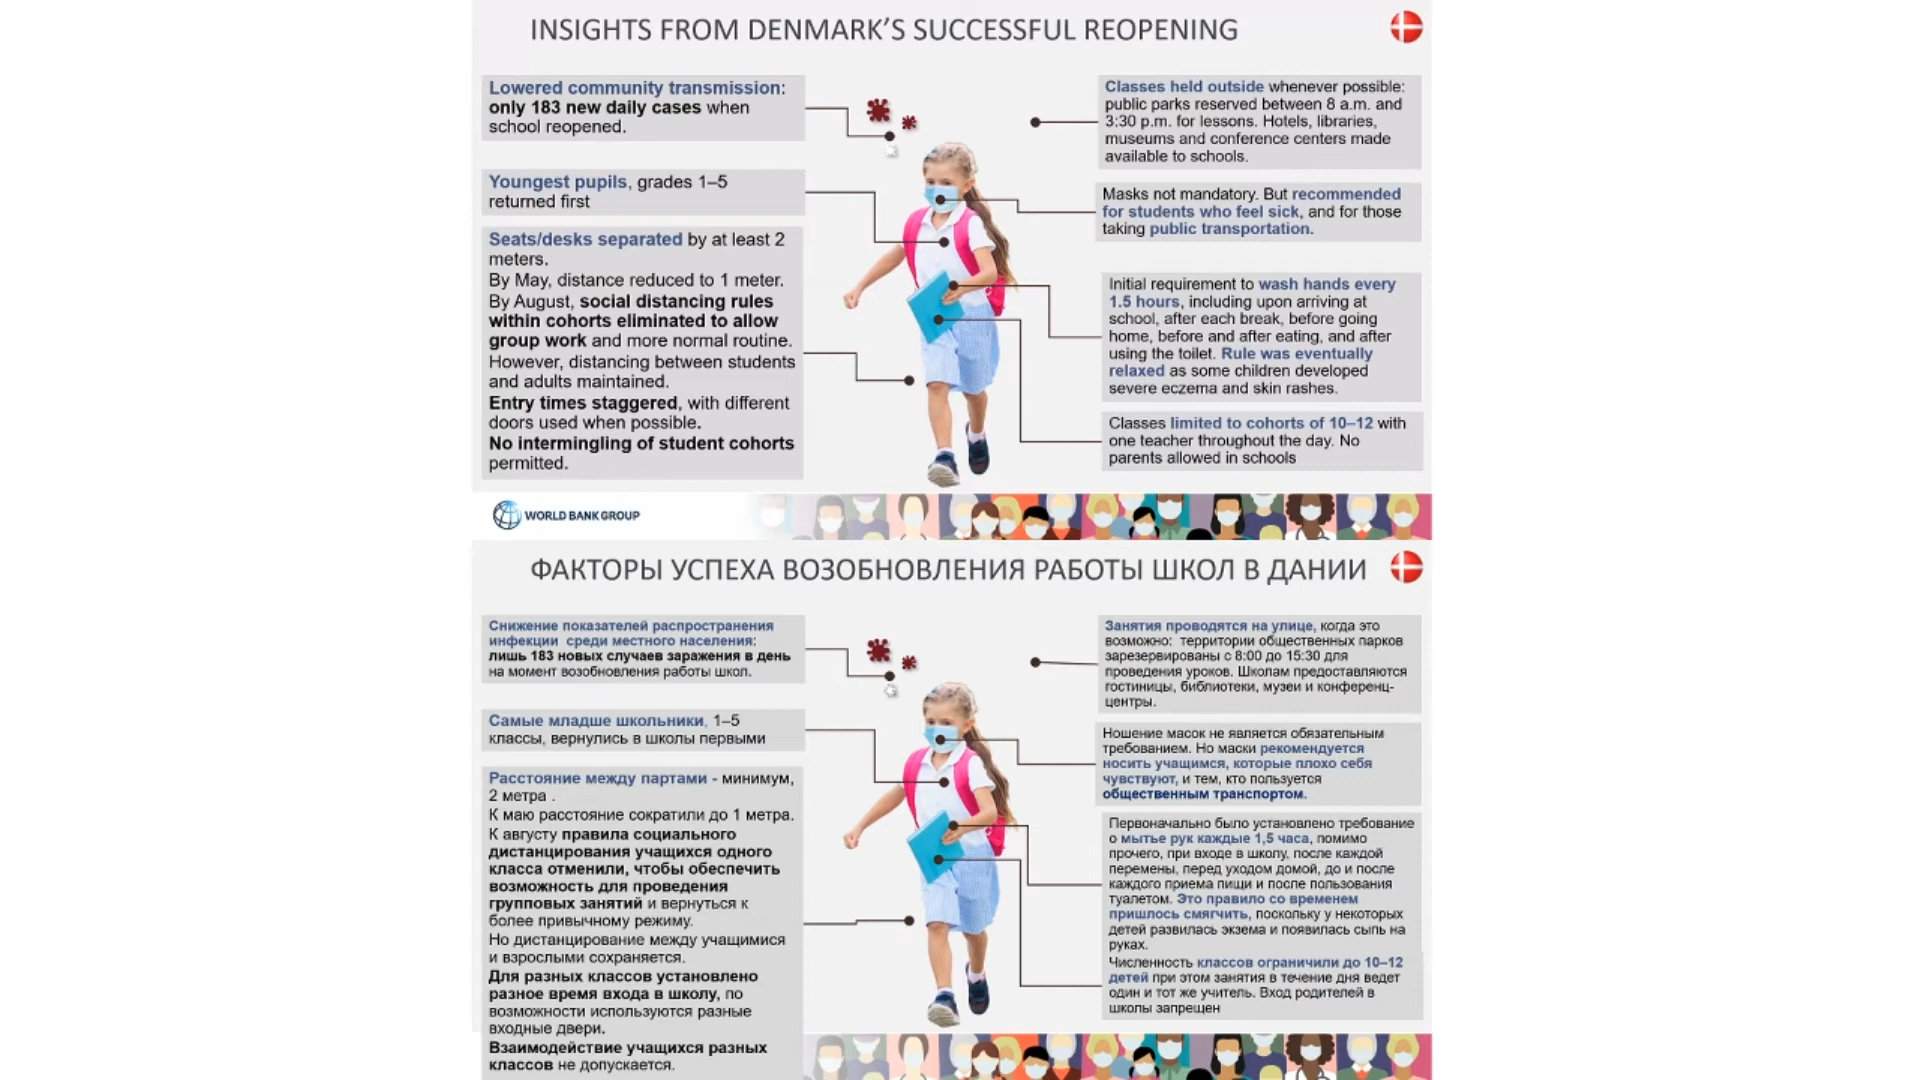 INSIGHTS FROM DENMARK'S SUCCESSFUL REOPENING
Lowered community transmission:
only 183 new daily cases when
school reopened.
Youngest pupils, grades 1–5
returned first
Seats/desks separated by at least 2
meters.
By May, distance reduced to 1 meter.
By August, social distancing rules
within cohorts eliminated to allow
group work and more normal routine.
However, distancing between students
and adults maintained.
Entry times staggered, with different
doors used when possible.
No intermingling of student cohorts
permitted.
Classes held outside whenever possible:
public parks reserved between 8 a.m. and
3:30 p.m. for lessons. Hotels, libraries,
museums and conference centers made
available to schools.
Masks not mandatory. But recommended
for students who feel sick, and for those
taking public transportation.
Initial requirement to wash hands every
1.5 hours, including upon arriving at
school, after each break, before going
home, before and after eating, and after
using the toilet. Rule was eventually
relaxed as some children developed
severe eczema and skin rashes.
Classes limited to cohorts of 10–12 with
one teacher throughout the day. No
parents allowed in schools
WORLD BANK GROUP
ФАКТОРЫ УСПЕХА ВОЗОБНОВЛЕНИЯ РАБОТЫ ШКОЛ В ДАНИИ
Снижение показателей распространения
инфекции среди местного населения:
лишь 183 новых случаев заражения в день
на момент возобновления работы школ.
Самые младше школьники, 1–5
классы, вернулись в школы первыми
Расстояние между партами - минимум,
2 метра .
К маю расстояние сократили до 1 метра.
К августу правила социального
дистанцирования учащихся одного
класса отменили, чтобы обеспечить
возможность для проведения
групповых занятий и вернуться к
более привычному режиму.
Но дистанцирование между учащимися
и взрослыми сохраняется.
Для разных классов установлено
разное время входа в школу, по
возможности используются разные
входные двери.
Взаимодействие учащихся разных
классов не допускается.
Занятия проводятся на улице, когда это
возможно: территории общественных парков
зарезервированы с 8:00 до 15:30 для
проведения уроков. Школам предоставляются
гостиницы, библиотеки, музеи и конференц-
центры.
Ношение масок не является обязательным
требованием. Но маски рекомендуется
носить учащимся, которые плохо себя
чувствуют, и тем, кто пользуется
общественным транспортом.
Первоначально было установлено требование
о мытье рук каждые 1,5 часа, помимо
прочего, при входе в школу, после каждой
перемены, перед уходом домой, до и после
каждого приема пищи и после пользования
туалетом. Это правило со временем
пришлось смягчить, поскольку у некоторых
детей развилась экзема и появилась сыпь на
руках.
Численность классов ограничили до 10–12
детей при этом занятия в течение дня ведет
один и тот же учитель. Вход родителей в
школы запрещен